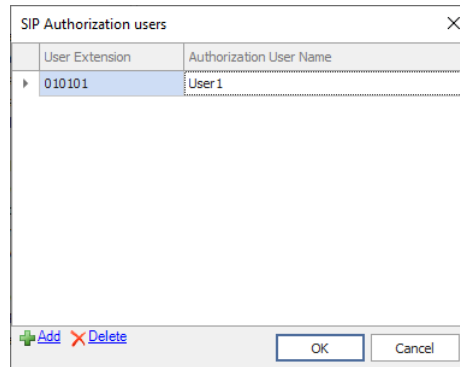 SIP Authorization users
User Extension Authorization User Name
010101 User1
Add Delete
OK Cancel